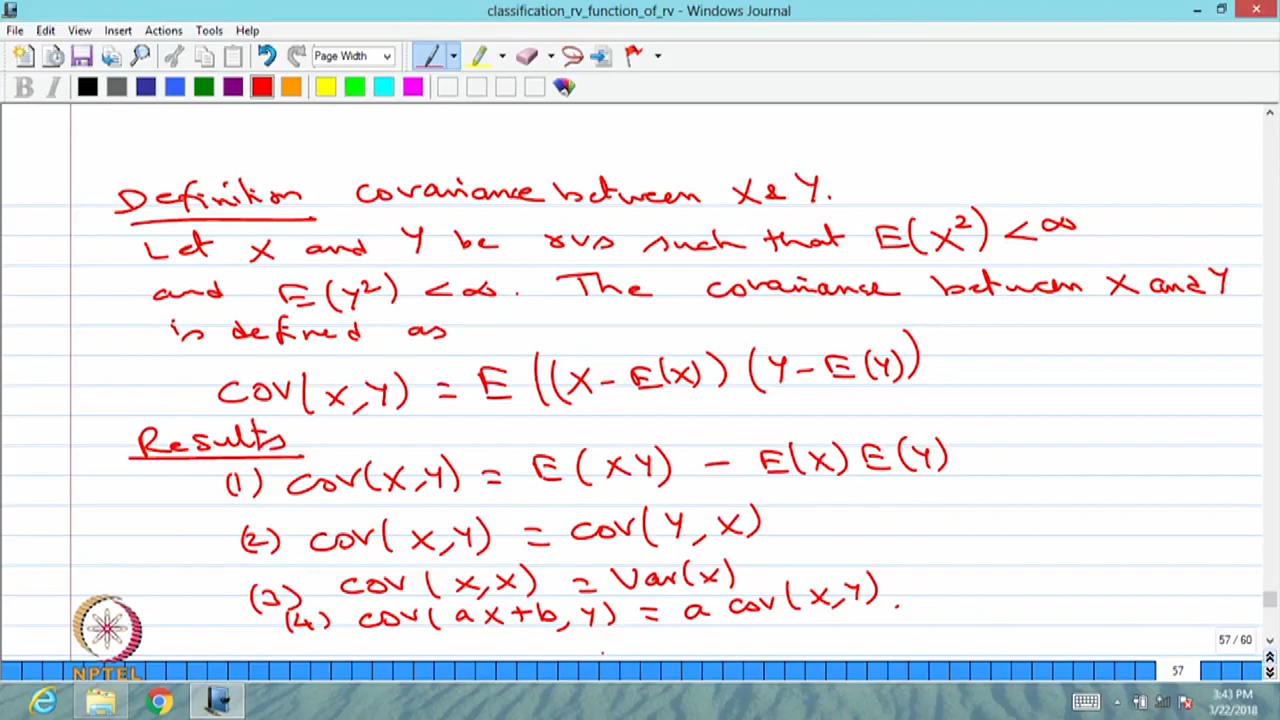 classification_rv_function_of_rv - Windows Journal
File Edit View Insert Actions Tools Help
Page Width
B I
Definition covariance between X & Y.
Let X and Y be rvs such that E(X²) < ∞
and E(Y²) < ∞. The covariance between X and Y
is defined as
cov(X,Y) = E((X-E(X))(Y-E(Y))
Results
(1) cov(X,Y) = E(XY) - E(X)E(Y)
(2) cov(X,Y) = cov(Y,X)
(3) cov(X,X) = Var(X)
(4) cov(aX+b, Y) = a cov(X,Y).
57 / 60
NPTEL
57
3:43 PM
3/22/2018